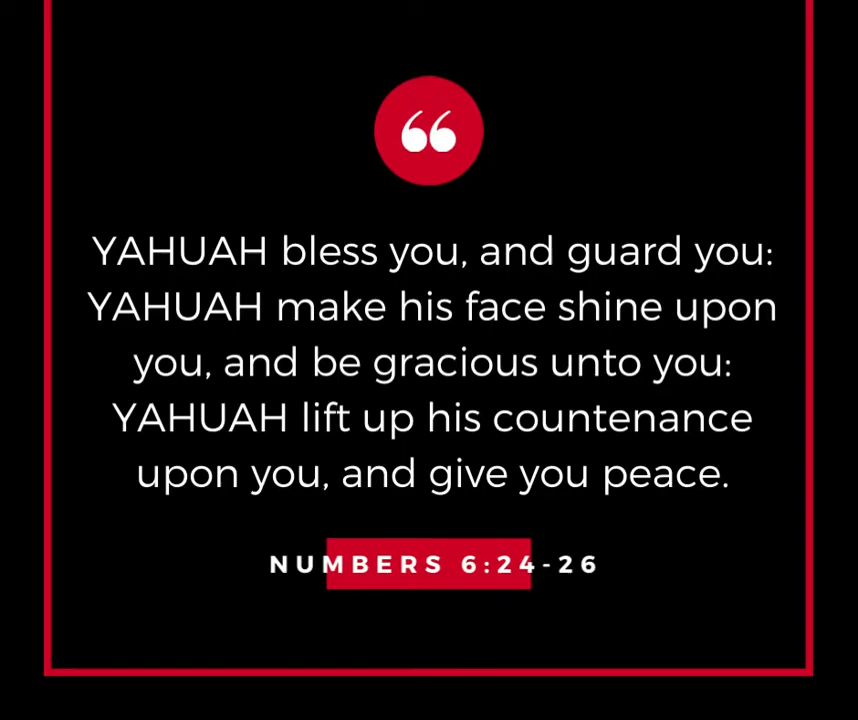 “
YAHUAH bless you, and guard you:
YAHUAH make his face shine upon
you, and be gracious unto you:
YAHUAH lift up his countenance
upon you, and give you peace.
NUMBERS 6:24-26